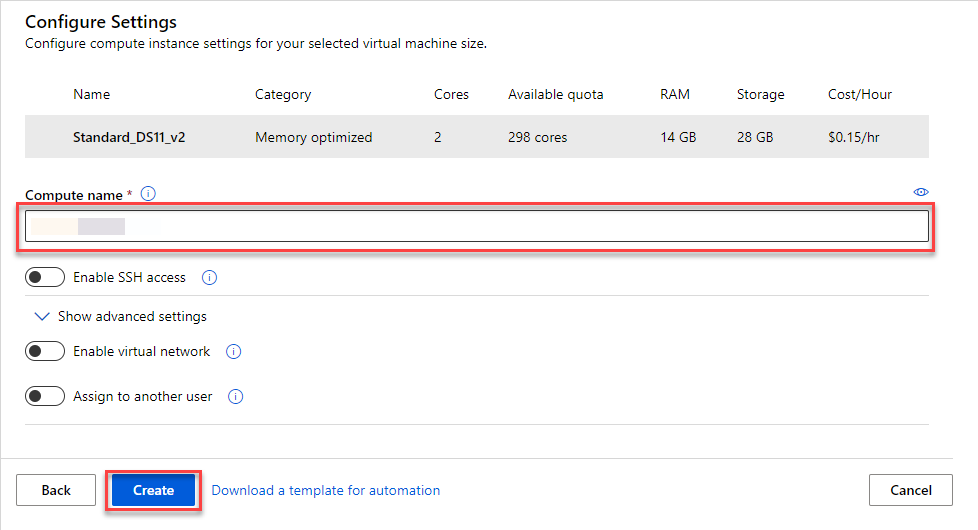 Configure Settings
Configure compute instance settings for your selected virtual machine size.
Name Category Cores Available quota RAM Storage Cost/Hour
Standard_DS11_v2 Memory optimized 2 298 cores 14 GB 28 GB $0.15/hr
Compute name *
Enable SSH access
Show advanced settings
Enable virtual network
Assign to another user
Back Create Download a template for automation Cancel